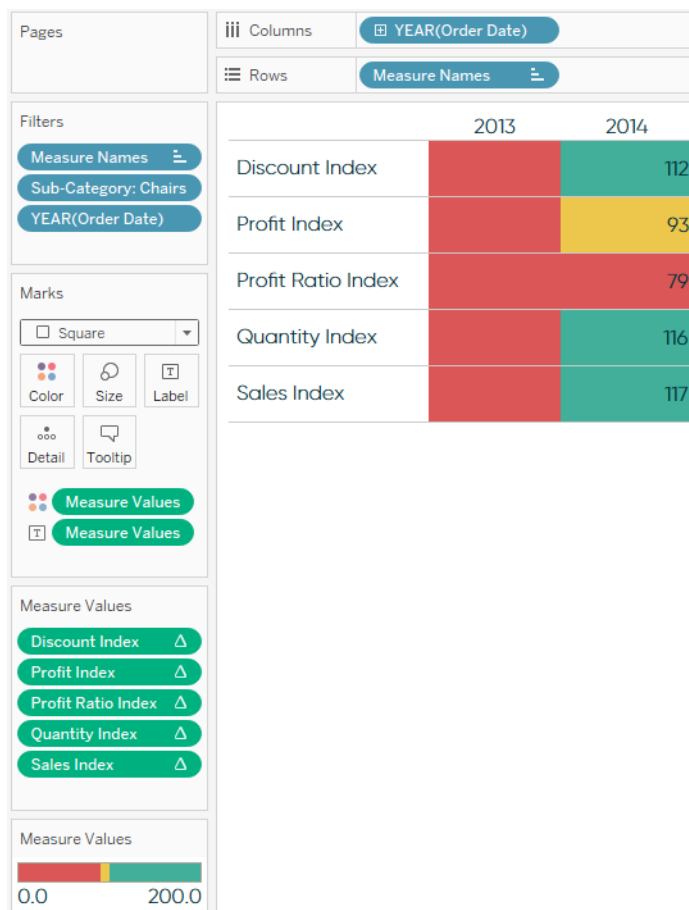 Pages
Columns
YEAR(Order Date)
Rows
Measure Names
Filters
Measure Names
Sub-Category: Chairs
YEAR(Order Date)
Marks
Square
Color
Size
T
Label
Detail
Tooltip
Measure Values
T
Measure Values
Measure Values
Discount Index Δ
Profit Index Δ
Profit Ratio Index Δ
Quantity Index Δ
Sales Index Δ
Measure Values
0.0 200.0
2013 2014
Discount Index 112
Profit Index 93
Profit Ratio Index 79
Quantity Index 116
Sales Index 117